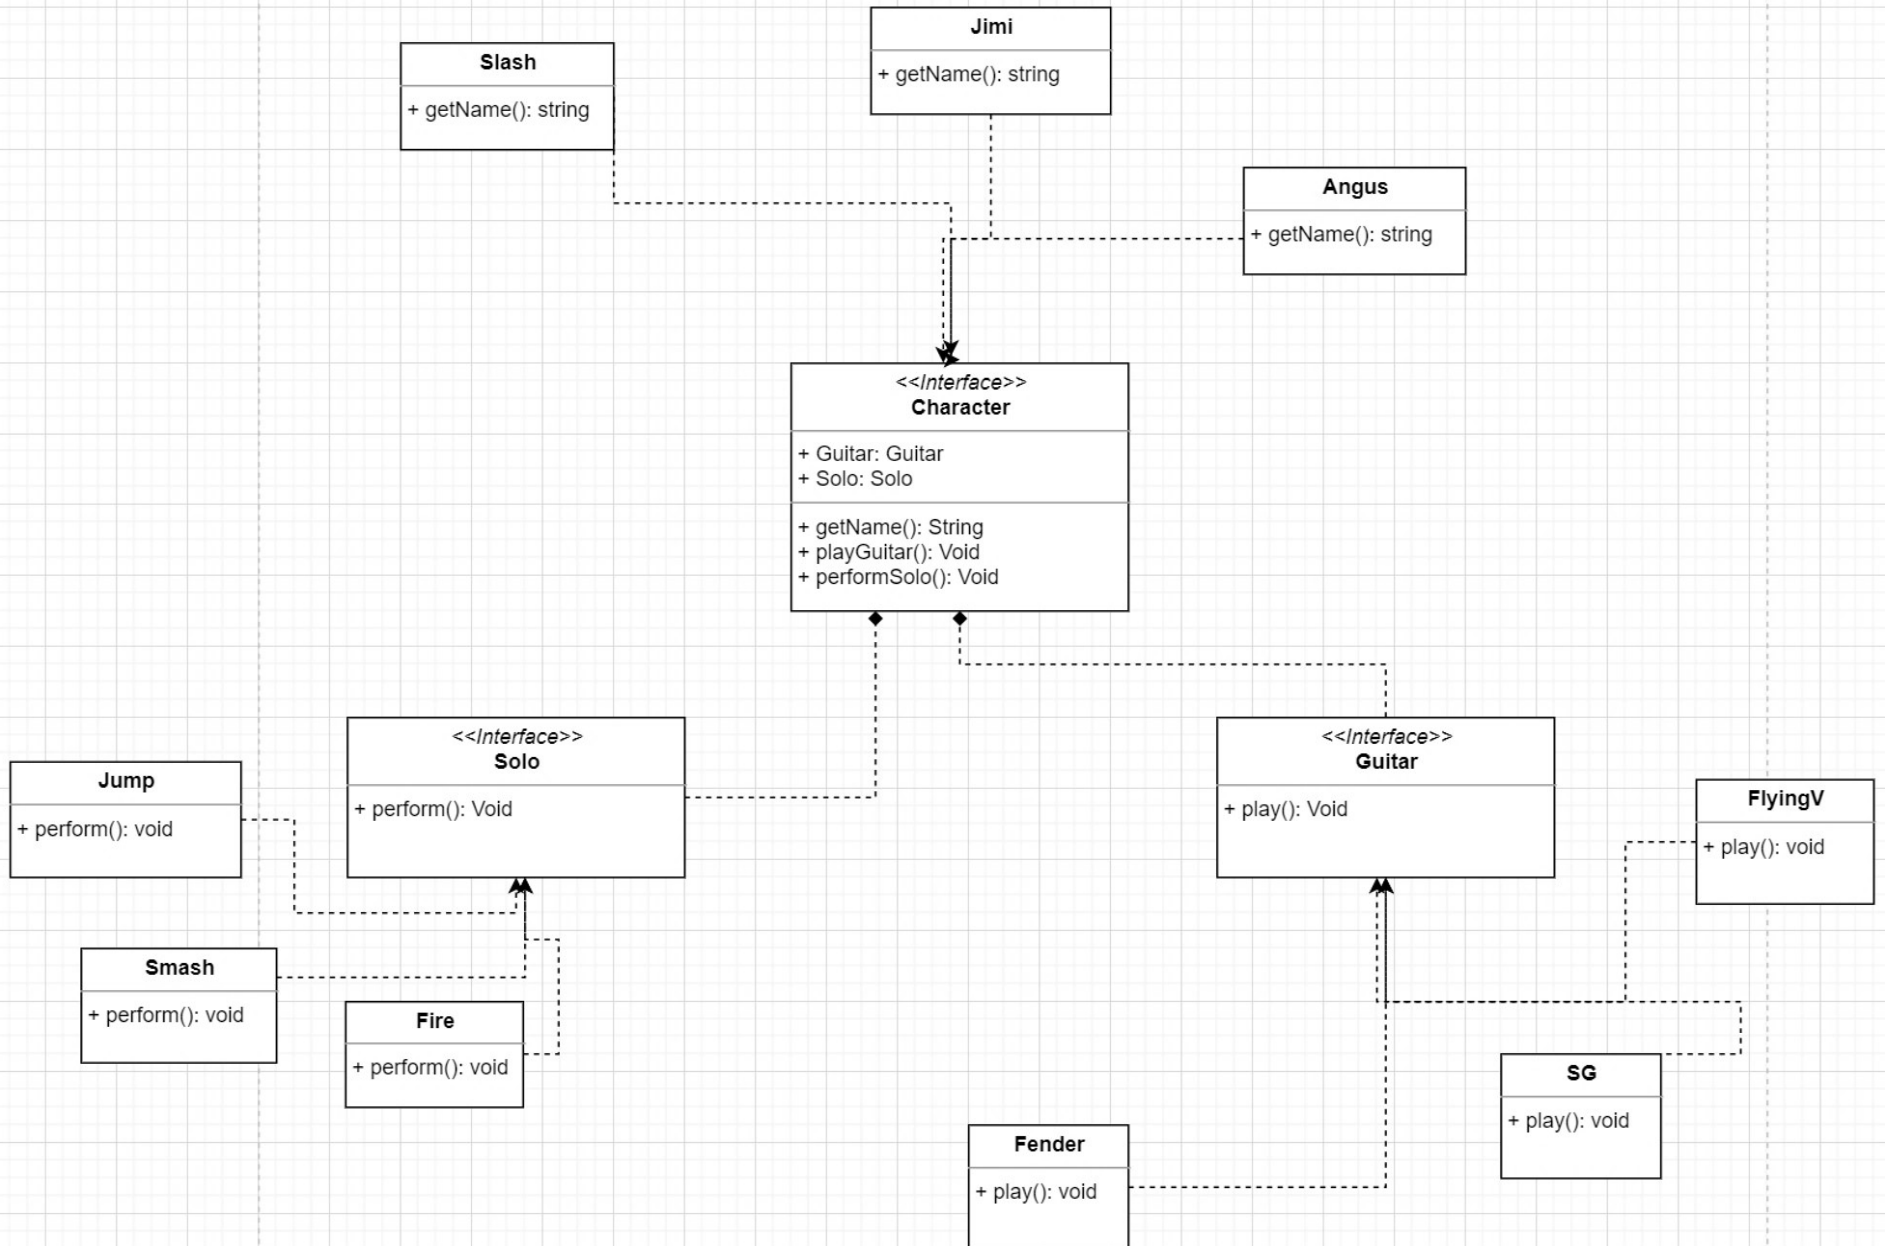 Jimi
+ getName(): string
Slash
+ getName(): string
Angus
+ getName(): string
<<Interface>>
Character
+ Guitar: Guitar
+ Solo: Solo
+ getName(): String
+ playGuitar(): Void
+ performSolo(): Void
<<Interface>>
Solo
+ perform(): Void
<<Interface>>
Guitar
+ play(): Void
Jump
+ perform(): void
FlyingV
+ play(): void
Smash
+ perform(): void
Fire
+ perform(): void
SG
+ play(): void
Fender
+ play(): void